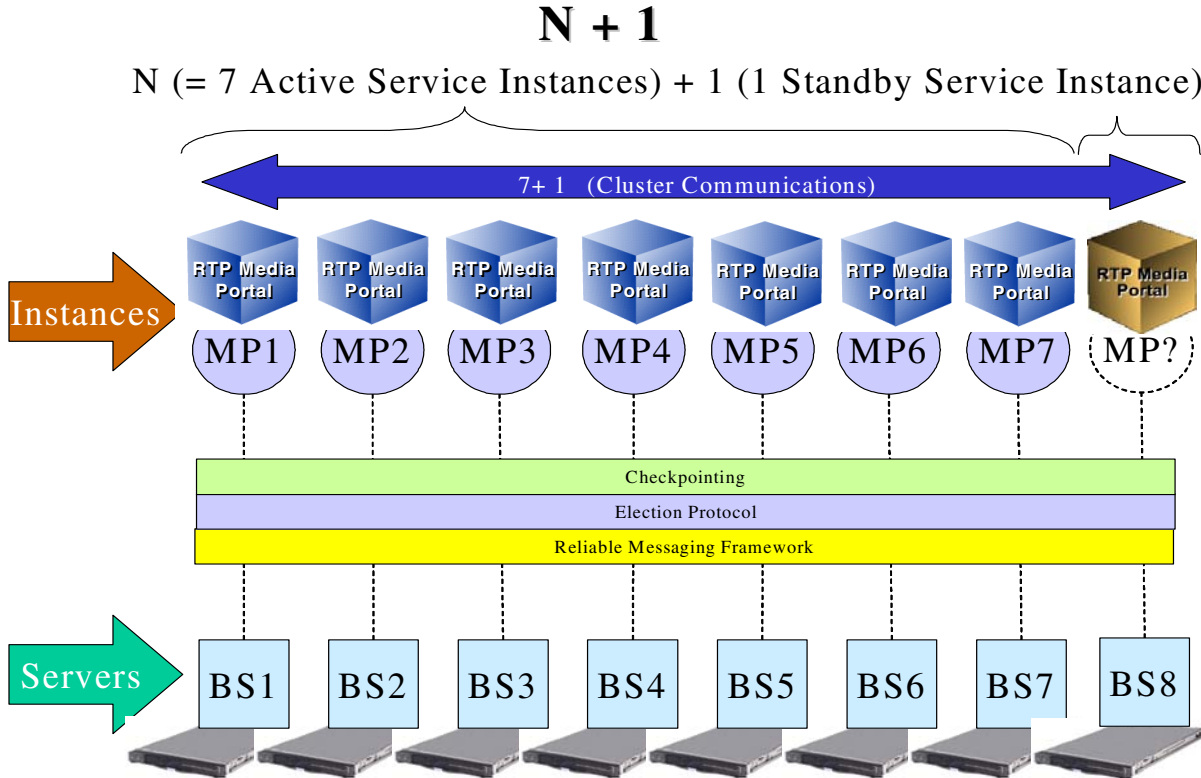 N + 1
N (= 7 Active Service Instances) + 1 (1 Standby Service Instance)
7+ 1 (Cluster Communications)
RTP Media Portal
RTP Media Portal
RTP Media Portal
RTP Media Portal
RTP Media Portal
RTP Media Portal
RTP Media Portal
RTP Media Portal
Instances
MP1 MP2 MP3 MP4 MP5 MP6 MP7 MP?
Checkpointing
Election Protocol
Reliable Messaging Framework
Servers
BS1 BS2 BS3 BS4 BS5 BS6 BS7 BS8